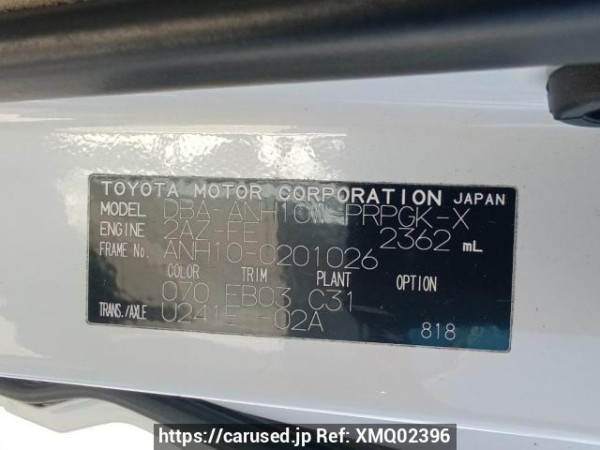 TOYOTA MOTOR CORPORATION JAPAN
MODEL DBA-ANH10W-PRPGK-X
ENGINE 2AZ-FE 2362 mL
FRAME No. ANH10-0201026
COLOR TRIM PLANT OPTION
070 EB03 C31
TRANS./AXLE U241E -02A
818
https://carused.jp Ref: XMQ02396